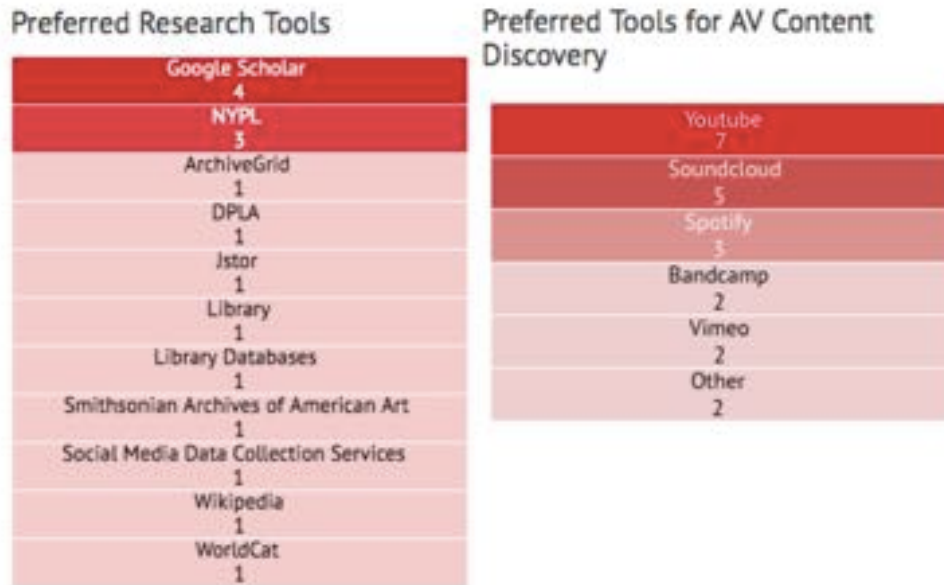 Preferred Research Tools
Google Scholar
4
NYPL
3
ArchiveGrid
1
DPLA
1
Jstor
1
Library
1
Library Databases
1
Smithsonian Archives of American Art
1
Social Media Data Collection Services
1
Wikipedia
1
WorldCat
1
Preferred Tools for AV Content
Discovery
Youtube
7
Soundcloud
5
Spotify
3
Bandcamp
2
Vimeo
2
Other
2